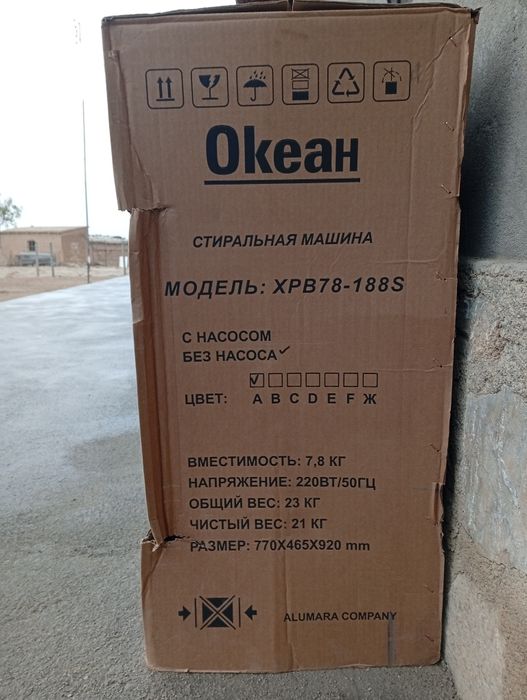 Океан
СТИРАЛЬНАЯ МАШИНА
МОДЕЛЬ: XPB78-188S
С НАСОСОМ
БЕЗ НАСОСА✓
ЦВЕТ: A B C D E F Ж
ВМЕСТИМОСТЬ: 7,8 КГ
НАПРЯЖЕНИЕ: 220ВТ/50ГЦ
ОБЩИЙ ВЕС: 23 КГ
ЧИСТЫЙ ВЕС: 21 КГ
РАЗМЕР: 770X465X920 mm
ALUMARA COMPANY